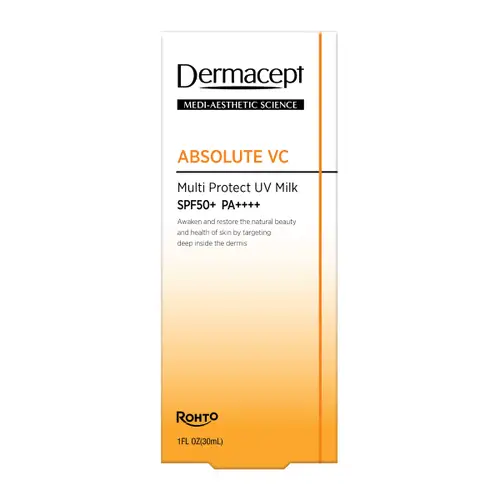 Dermacept
MEDI-AESTHETIC SCIENCE
ABSOLUTE VC
Multi Protect UV Milk
SPF50+ PA++++
Awaken and restore the natural beauty
and health of skin by targeting
deep inside the dermis
ROHTO
1FL OZ(30mL)